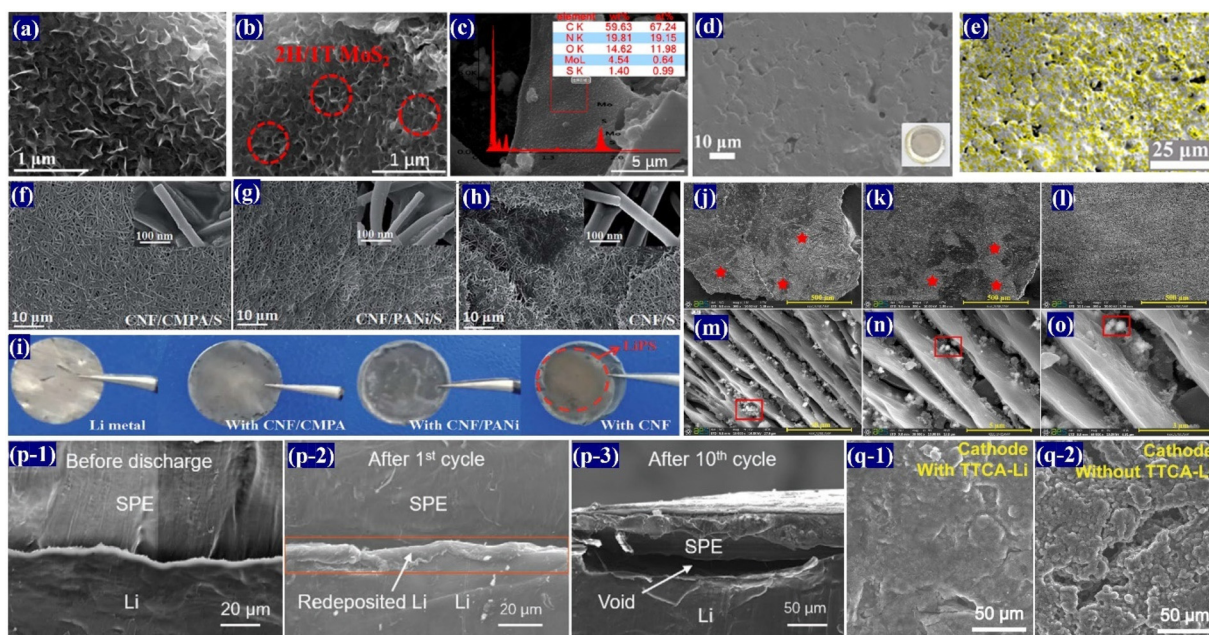 (a)
1 μm
(b)
2H/1T MoS₂
1 μm
(c)
element wt% at%
C K 59.63 67.24
N K 19.81 19.15
O K 14.62 11.98
MoL 4.54 0.64
S K 1.40 0.99
Mo
S
Mo
5 μm
(d)
10 μm
(e)
25 μm
(f)
100 nm
10 μm
CNF/CMPA/S
(g)
100 nm
10 μm
CNF/PANi/S
(h)
100 nm
10 μm
CNF/S
(i)
Li metal
With CNF/CMPA
With CNF/PANi
With CNF
LiPS
(j)
500 μm
(k)
500 μm
(l)
500 μm
(m)
(n)
(o)
(p-1)
Before discharge
SPE
Li
20 μm
(p-2)
After 1st cycle
SPE
Redeposited Li
Li
20 μm
(p-3)
After 10th cycle
SPE
Void
Li
50 μm
(q-1)
Cathode
With TTCA-Li
50 μm
(q-2)
Cathode
Without TTCA-L
50 μm